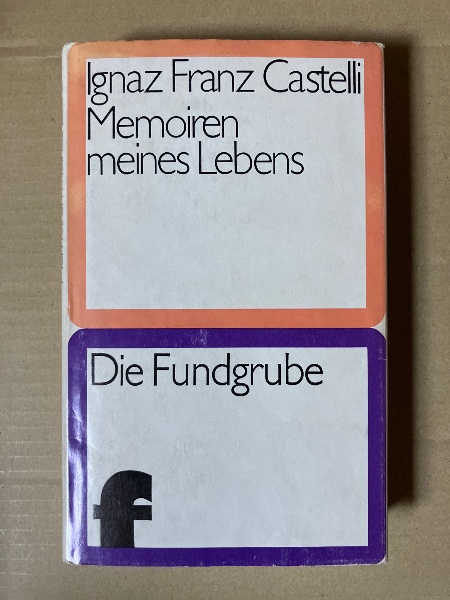 Ignaz Franz Castelli
Memoiren
meines Lebens
Die Fundgrube
f